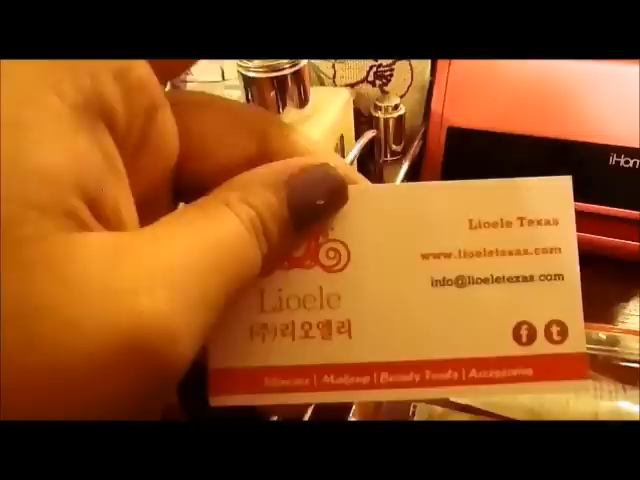 iHom
Lioele Texas
www.lioeletexas.com
info@lioeletexas.com
Lioele
(주)리오엘리
f t
Skincare | Makeup | Beauty Tools | Accessories